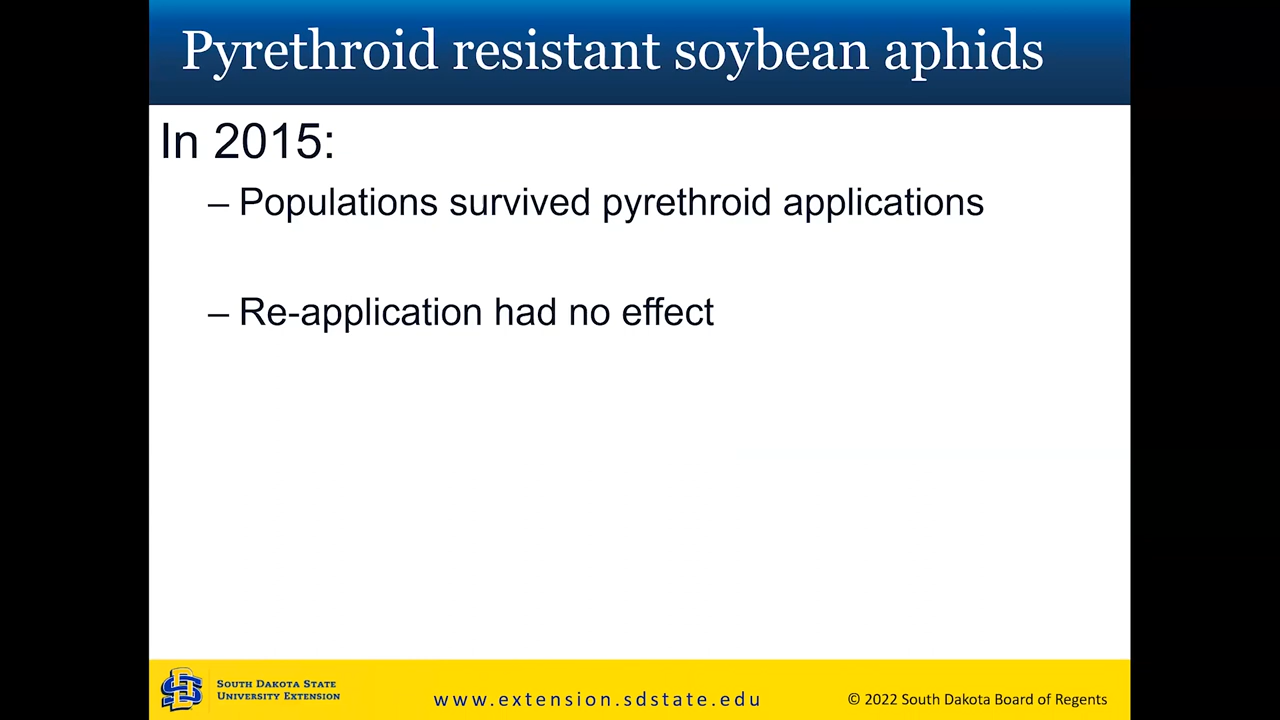 Pyrethroid resistant soybean aphids
In 2015:
– Populations survived pyrethroid applications
– Re-application had no effect
SOUTH DAKOTA STATE
UNIVERSITY EXTENSION
www.extension.sdstate.edu
© 2022 South Dakota Board of Regents